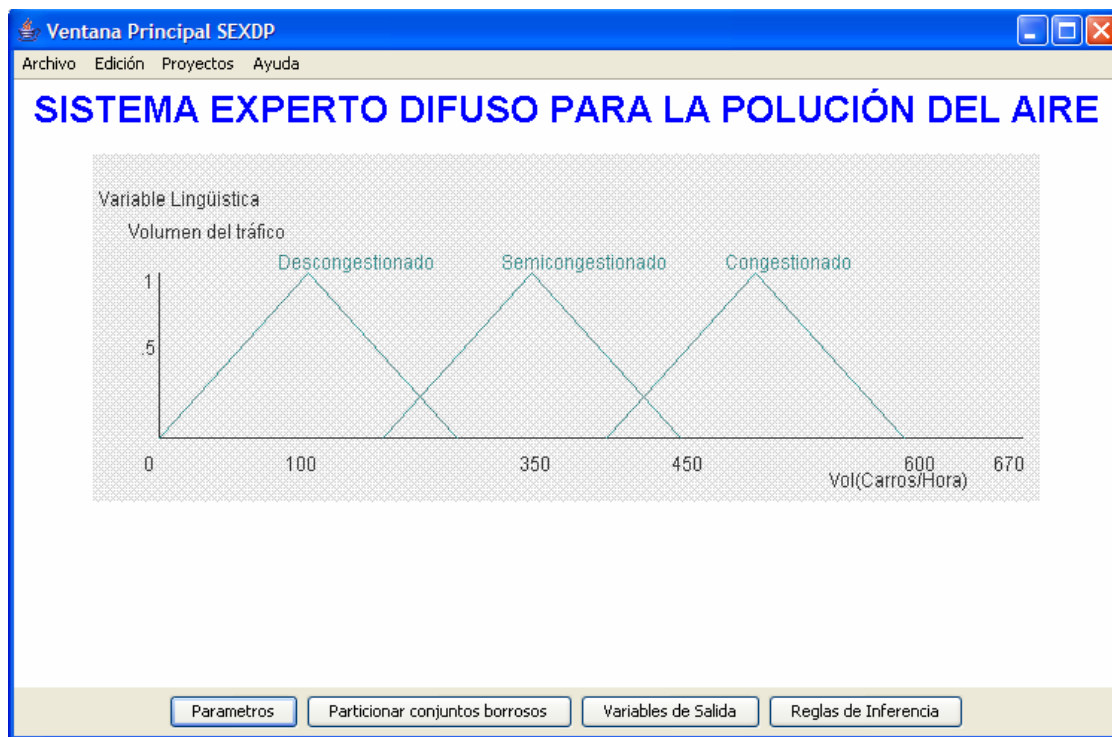 Ventana Principal SEXDP
Archivo Edición Proyectos Ayuda
SISTEMA EXPERTO DIFUSO PARA LA POLUCIÓN DEL AIRE
Variable Lingüistica
Volumen del tráfico
Descongestionado Semicongestionado Congestionado
1
.5
0 100 350 450 600 670
Vol(Carros/Hora)
Parametros Particionar conjuntos borrosos Variables de Salida Reglas de Inferencia